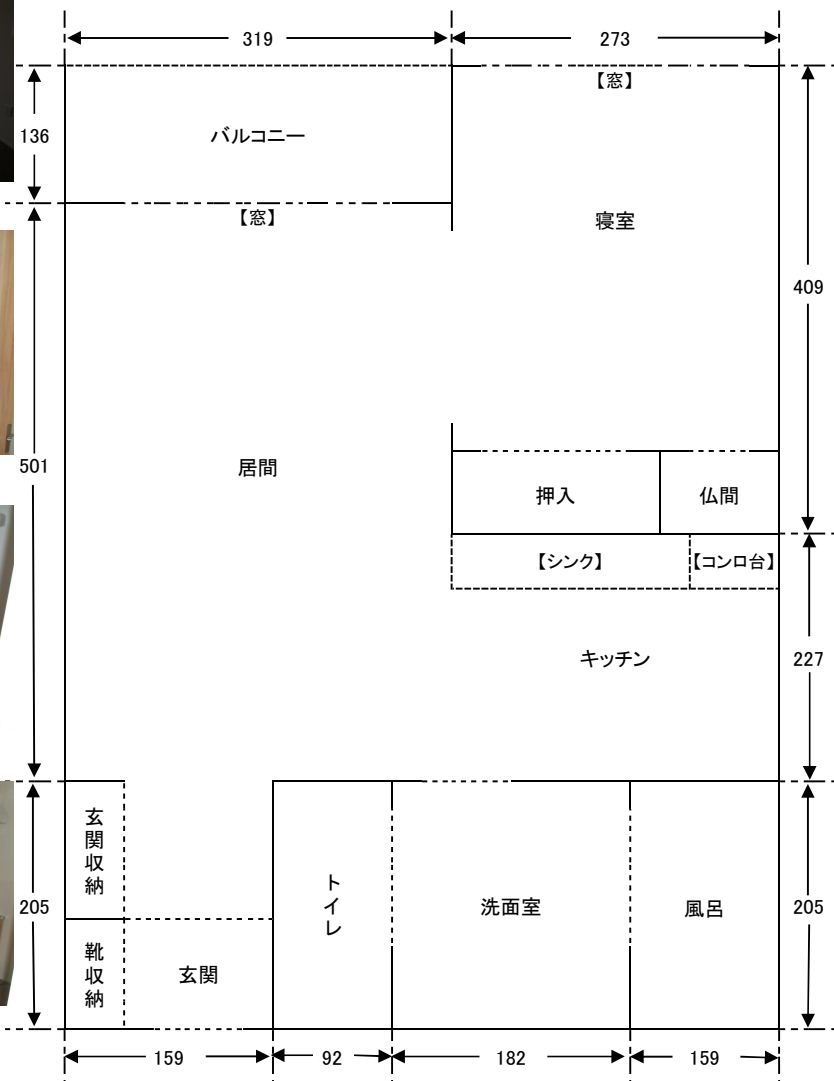 319
273
【窓】
136
バルコニー
【窓】
寝室
409
501
居間
押入
仏間
【シンク】
【コンロ台】
キッチン
227
玄関収納
トイレ
205
洗面室
風呂
205
靴収納
玄関
159
92
182
159